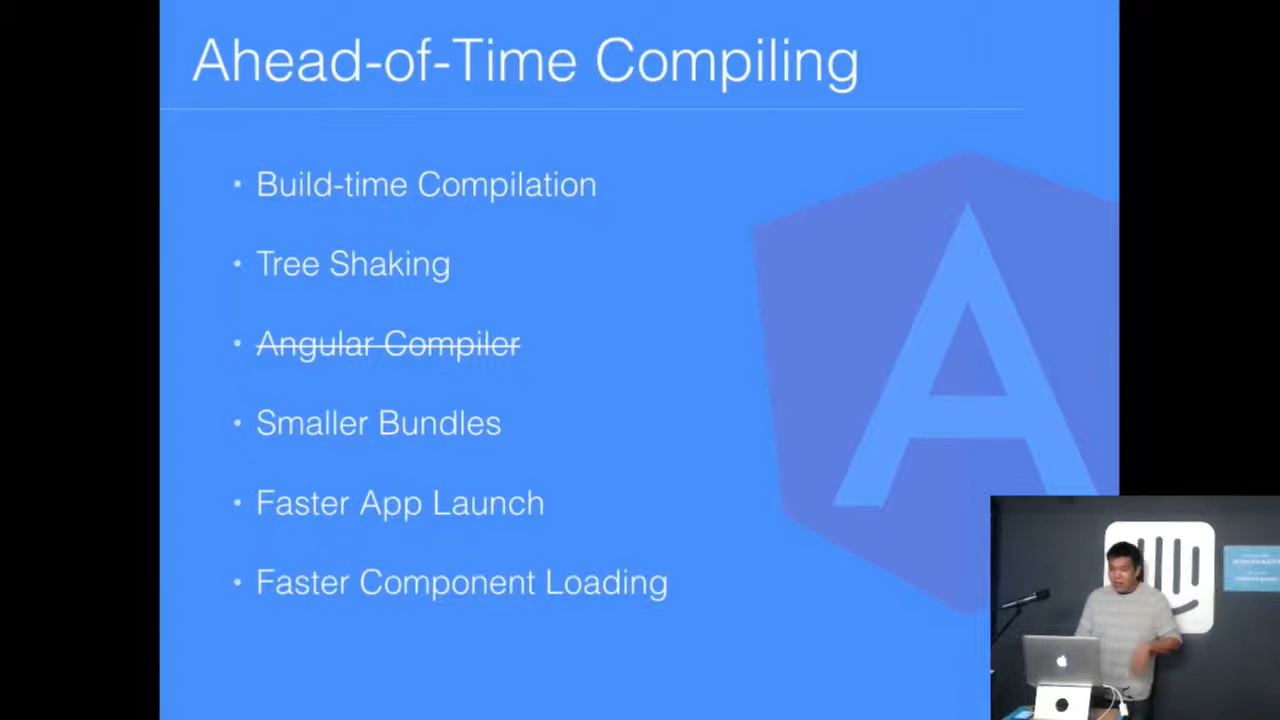 Ahead-of-Time Compiling
• Build-time Compilation
• Tree Shaking
• Angular Compiler
• Smaller Bundles
• Faster App Launch
• Faster Component Loading